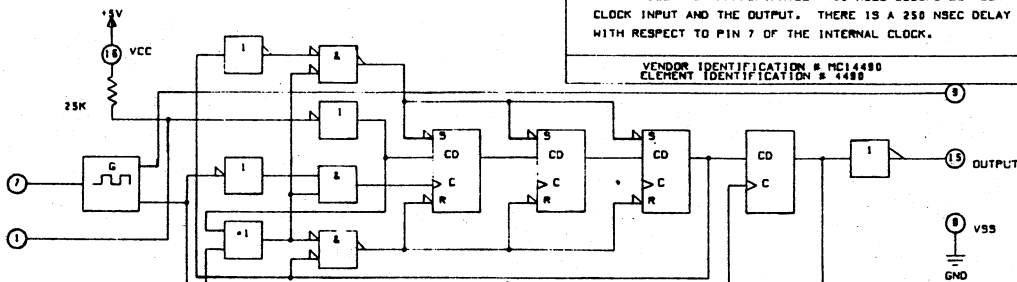 CLOCK INPUT AND THE OUTPUT. THERE IS A 250 NSEC DELAY
WITH RESPECT TO PIN 7 OF THE INTERNAL CLOCK.
VENDOR IDENTIFICATION # MC14490
ELEMENT IDENTIFICATION # 4490
+5V
16 VCC
25K
1
&
9
1
S
S
S
G
CD
CD
CD
CD
1
15 OUTPUT
7
1
&
C
C
C
C
R
R
R
=1
&
8 VSS
1
GND